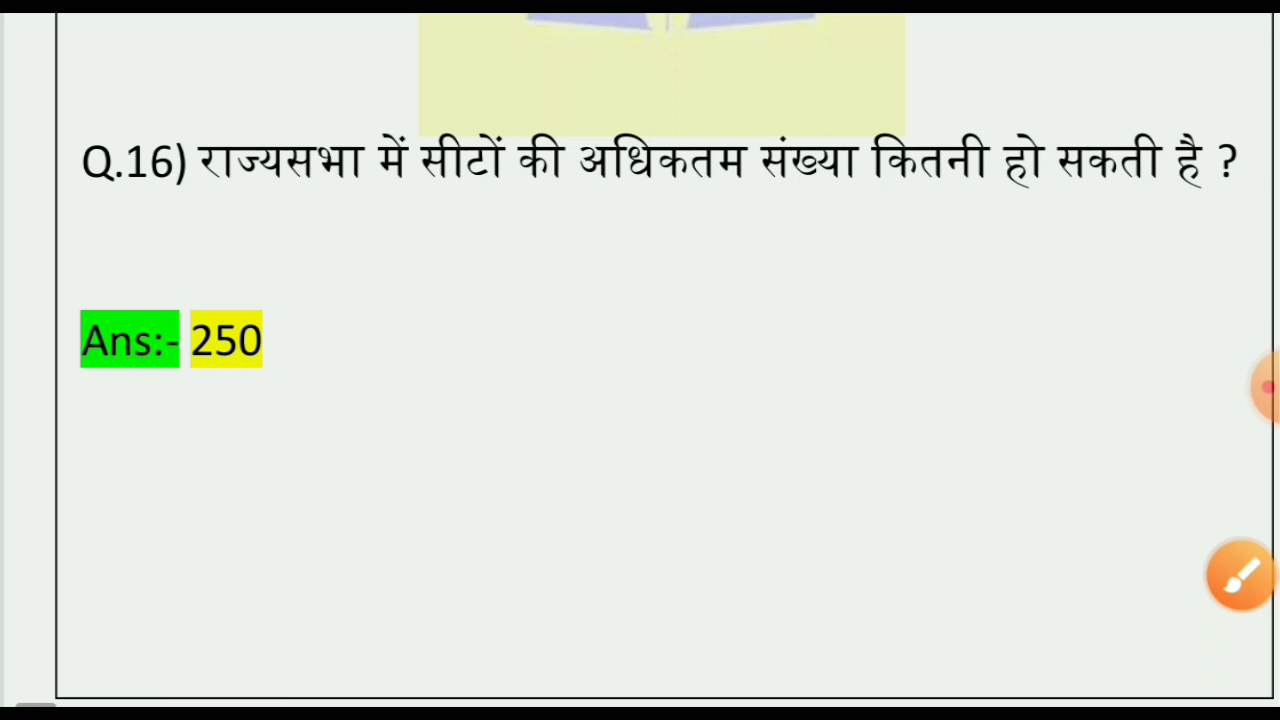 Q.16) राज्यसभा में सीटों की अधिकतम संख्या कितनी हो सकती है ?
Ans:- 250